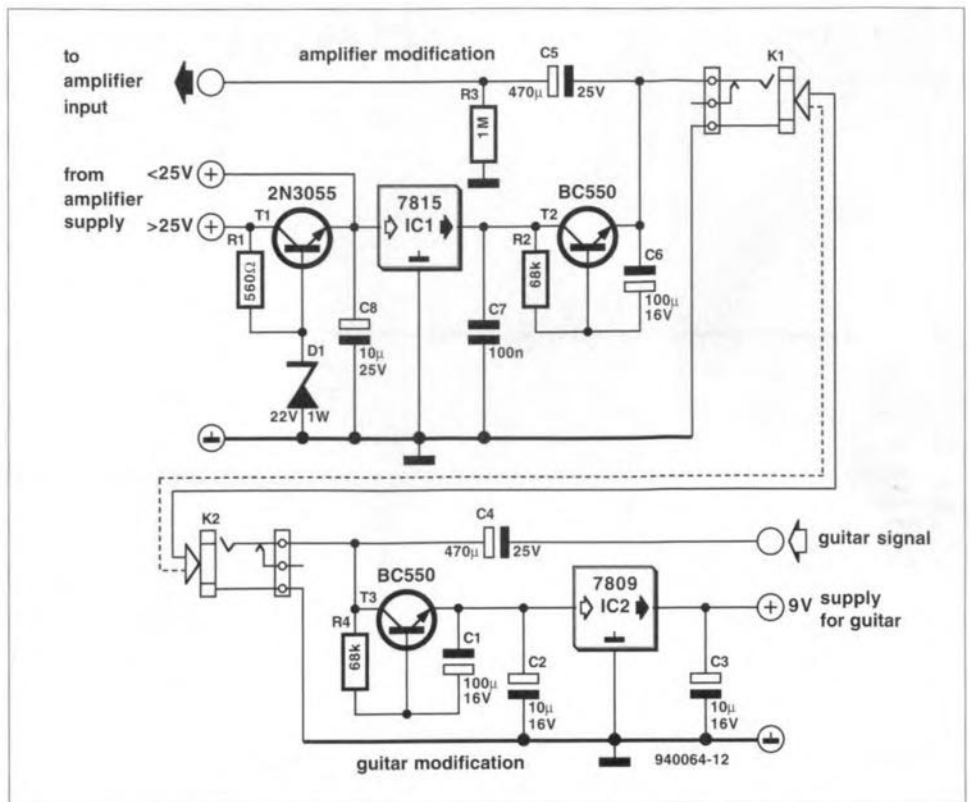 to
amplifier
input
amplifier modification
C5
470µ
25V
K1
R3
1M
from
amplifier
supply
<25V
>25V
2N3055
T1
R1
560Ω
7815
IC1
BC550
T2
R2
68k
C6
100µ
16V
C8
10µ
25V
C7
100n
D1
22V
1W
K2
C4
470µ
25V
guitar signal
BC550
T3
R4
68k
C1
100µ
16V
7809
IC2
9V
supply
for guitar
C2
10µ
16V
C3
10µ
16V
guitar modification
940064-12